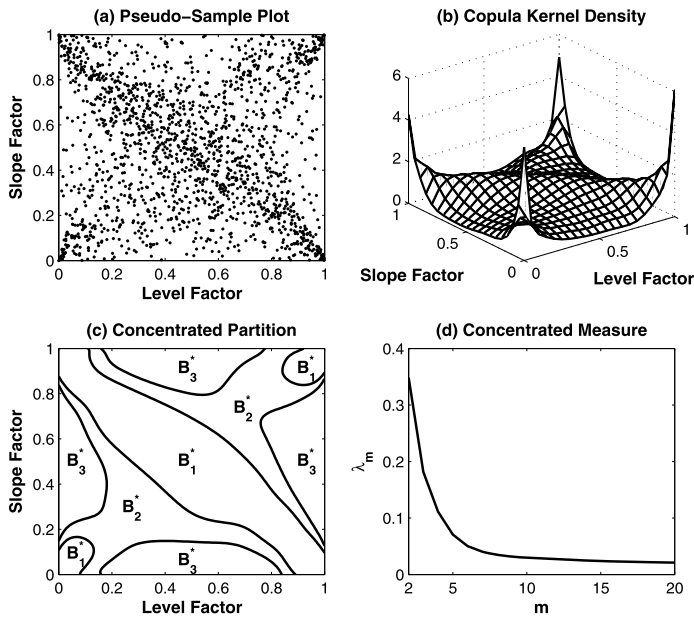 (a) Pseudo-Sample Plot
1
0.8
0.6
0.4
0.2
0
Slope Factor
0 0.2 0.4 0.6 0.8 1
Level Factor
(b) Copula Kernel Density
6
4
2
0
1
0.5
0
Slope Factor
0
0.5
1
Level Factor
(c) Concentrated Partition
1
0.8
0.6
0.4
0.2
0
Slope Factor
B*3
B*1
B*2
B*3
B*1
B*3
B*2
B*1
B*3
0 0.2 0.4 0.6 0.8 1
Level Factor
(d) Concentrated Measure
0.4
0.3
0.2
0.1
0
λm
2 5 10 15 20
m